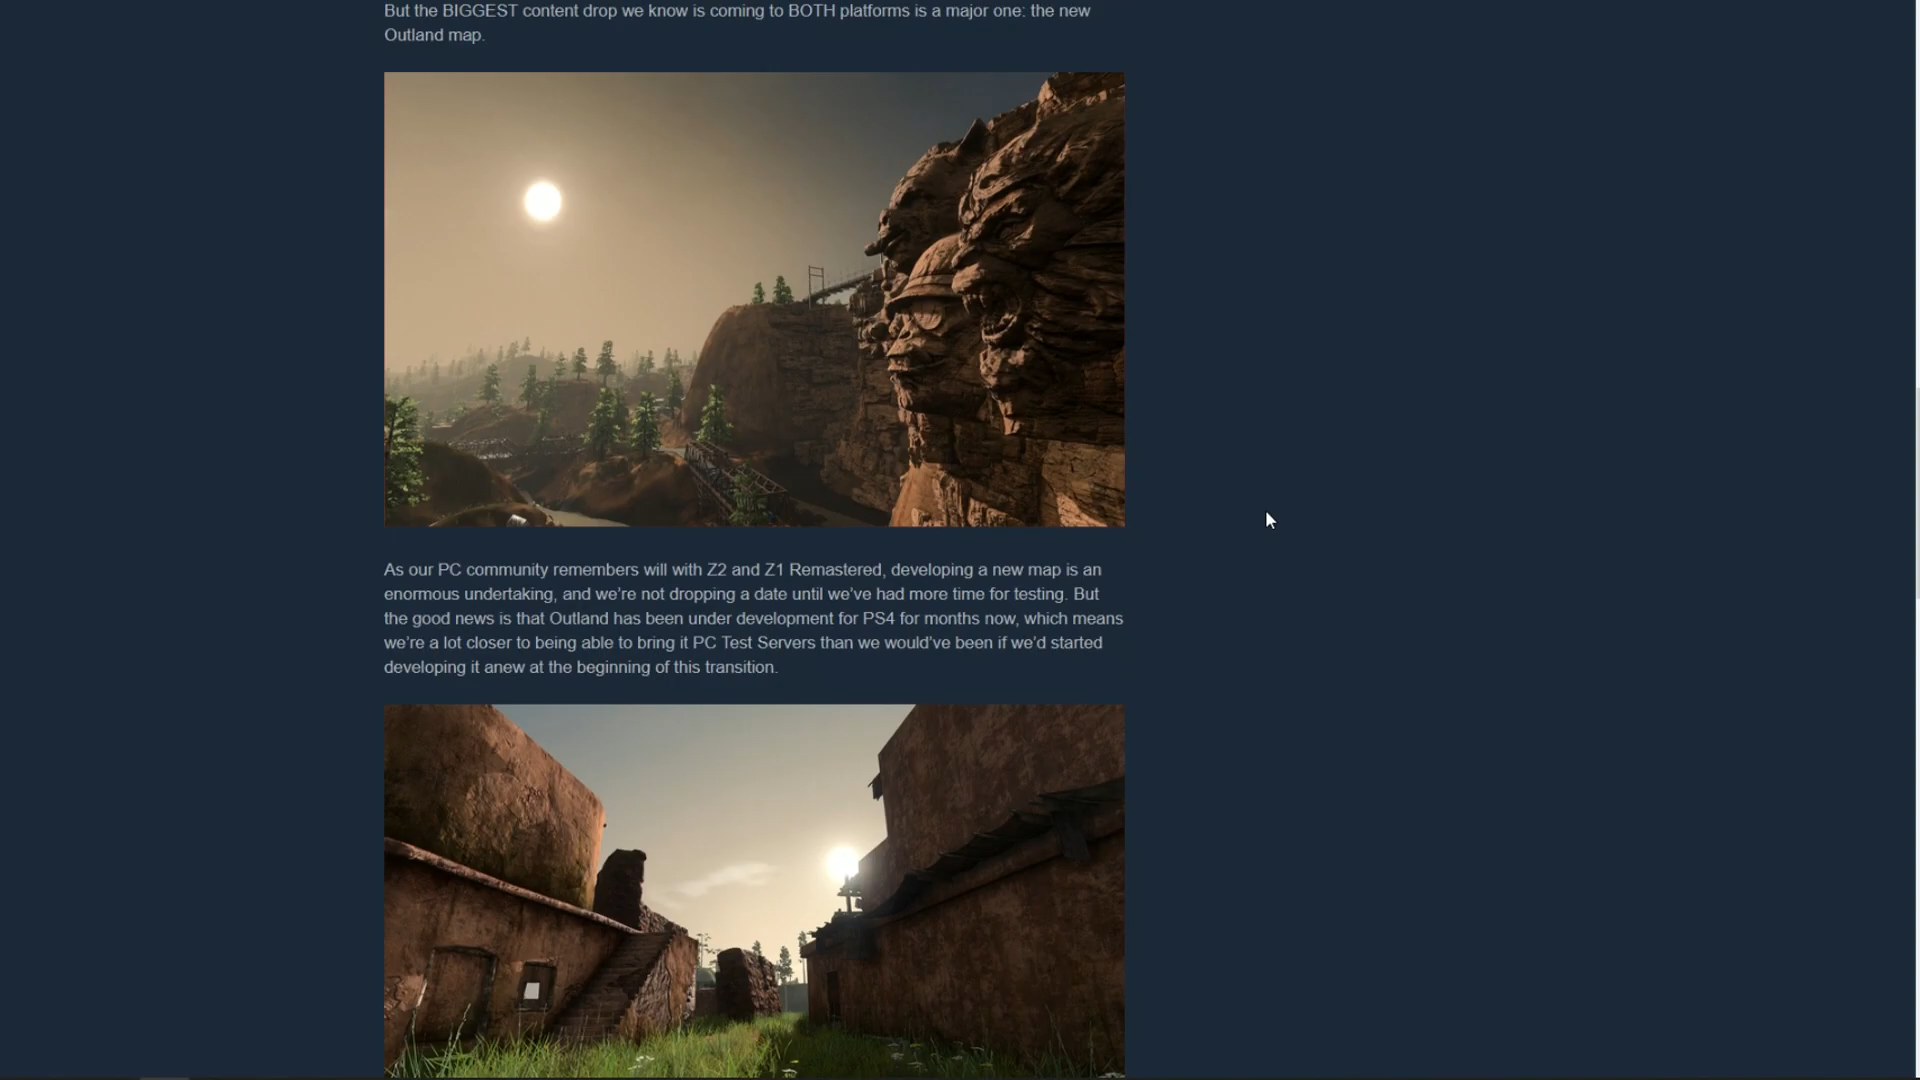 But the BIGGEST content drop we know is coming to BOTH platforms is a major one: the new
Outland map.
As our PC community remembers will with Z2 and Z1 Remastered, developing a new map is an
enormous undertaking, and we’re not dropping a date until we’ve had more time for testing. But
the good news is that Outland has been under development for PS4 for months now, which means
we’re a lot closer to being able to bring it PC Test Servers than we would’ve been if we’d started
developing it anew at the beginning of this transition.